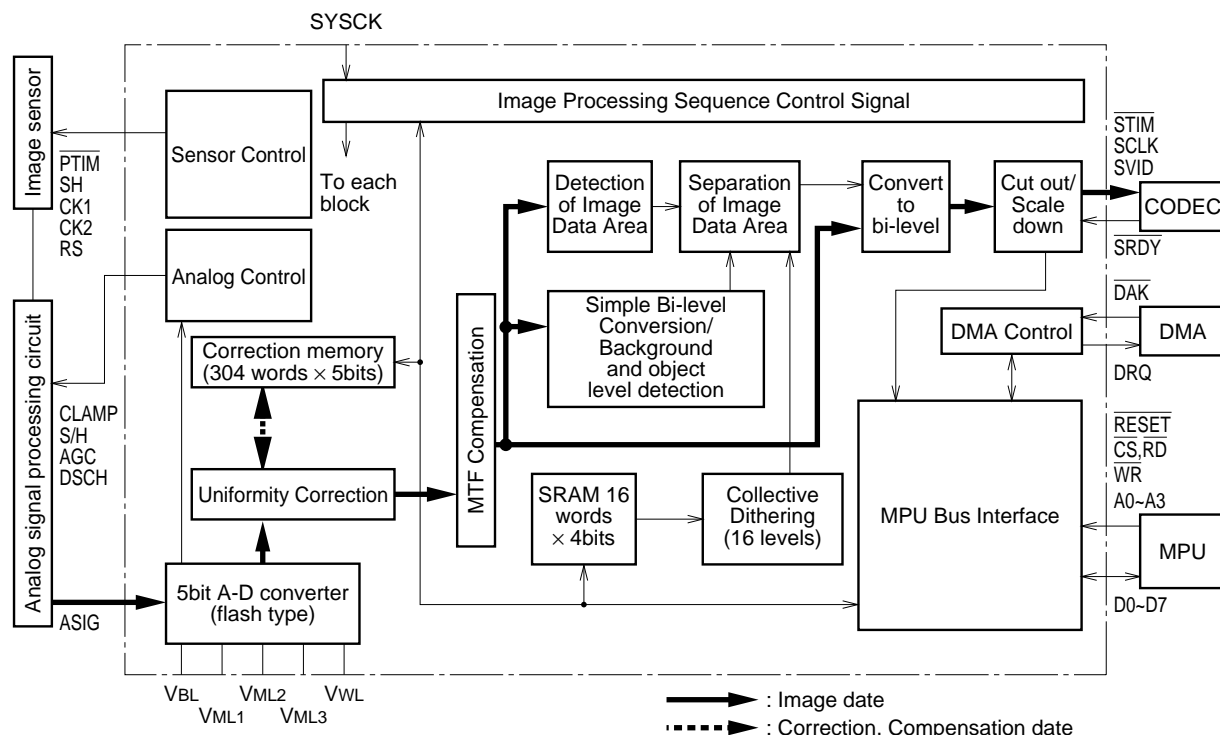 SYSCK
Image Processing Sequence Control Signal
Image sensor
Sensor Control
PTIM
SH
CK1
CK2
RS
To each
block
Detection
of Image
Data Area
Separation
of Image
Data Area
Convert
to
bi-level
Cut out/
Scale
down
STIM
SCLK
SVID
CODEC
SRDY
Analog Control
Analog signal processing circuit
Simple Bi-level
Conversion/
Background
and object
level detection
DAK
DMA Control
DMA
DRQ
Correction memory
(304 words × 5bits)
MTF Compensation
CLAMP
S/H
AGC
DSCH
Uniformity Correction
SRAM 16
words
× 4bits
Collective
Dithering
(16 levels)
MPU Bus Interface
RESET
CS,RD
WR
A0~A3
MPU
D0~D7
5bit A-D converter
(flash type)
ASIG
VBL
VML1
VML2
VML3
VWL
: Image date
: Correction, Compensation date